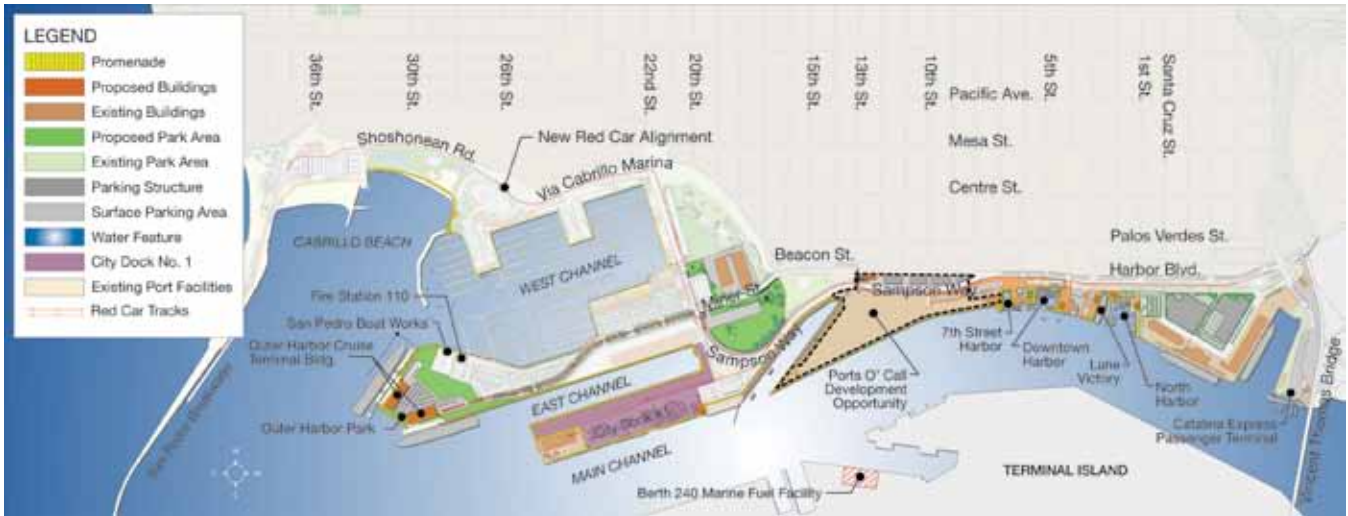 LEGEND
Promenade
Proposed Buildings
Existing Buildings
Proposed Park Area
Existing Park Area
Parking Structure
Surface Parking Area
Water Feature
City Dock No. 1
Existing Port Facilities
Red Car Tracks
36th St.
30th St.
26th St.
22nd St.
20th St.
15th St.
13th St.
10th St.
5th St.
1st St.
Santa Cruz St.
Pacific Ave.
Mesa St.
Centre St.
Palos Verdes St.
Harbor Blvd.
Shoshonean Rd.
New Red Car Alignment
Via Cabrillo Marina
Beacon St.
Sampson Way
Miner St.
Sampson Way
CABRILLO BEACH
WEST CHANNEL
Fire Station 110
San Pedro Boat Works
Outer Harbor Cruise
Terminal Bldg.
Outer Harbor Park
San Pedro Breakwater
EAST CHANNEL
City Dock No. 1
MAIN CHANNEL
Ports O' Call
Development
Opportunity
7th Street
Harbor
Downtown
Harbor
Lane
Victory
North
Harbor
Catalina Express
Passenger Terminal
Vincent Thomas Bridge
TERMINAL ISLAND
Berth 240 Marine Fuel Facility